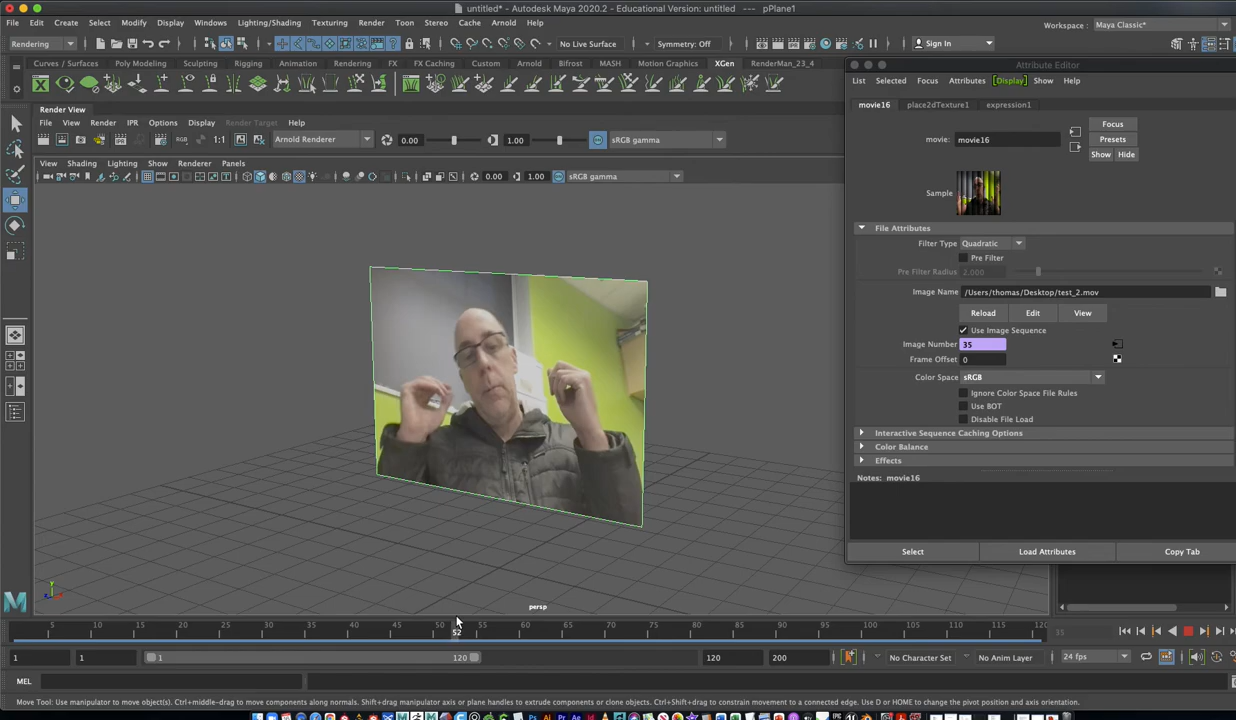 untitled* - Autodesk Maya 2020.2 - Educational Version: untitled --- pPlane1
File Edit Create Select Modify Display Windows Lighting/Shading Texturing Render Toon Stereo Cache Arnold Help
Workspace: Maya Classic*
Rendering No Live Surface Symmetry: Off Sign In
Curves / Surfaces Poly Modeling Sculpting Rigging Animation Rendering FX FX Caching Custom Arnold Bifrost MASH Motion Graphics XGen RenderMan_23_4
Attribute Editor
List Selected Focus Attributes Display Show Help
movie16 place2dTexture1 expression1
Render View
File View Render IPR Options Display Render Target Help
1:1 Arnold Renderer 0.00 1.00 sRGB gamma
View Shading Lighting Show Renderer Panels
0.00 1.00 sRGB gamma
Focus
movie: movie16
Presets
Show Hide
Sample
File Attributes
Filter Type Quadratic
Pre Filter
Pre Filter Radius 2.000
Image Name /Users/thomas/Desktop/test_2.mov
Reload Edit View
Use Image Sequence
Image Number 35
Frame Offset 0
Color Space sRGB
Ignore Color Space File Rules
Use BOT
Disable File Load
Interactive Sequence Caching Options
Color Balance
Effects
Notes: movie16
Select Load Attributes Copy Tab
persp
5 10 15 20 25 30 35 40 45 50 55 60 65 70 75 80 85 90 95 100 105 110 115 120 35
52
1 1 1 120 120 200 No Character Set No Anim Layer 24 fps
MEL
Move Tool: Use manipulator to move object(s). Ctrl+middle-drag to move components along normals. Shift+drag manipulator axis or plane handles to extrude components or clone objects. Ctrl+Shift+drag to constrain movement to a connected edge. Use D or HOME to change the pivot position and axis orientation.